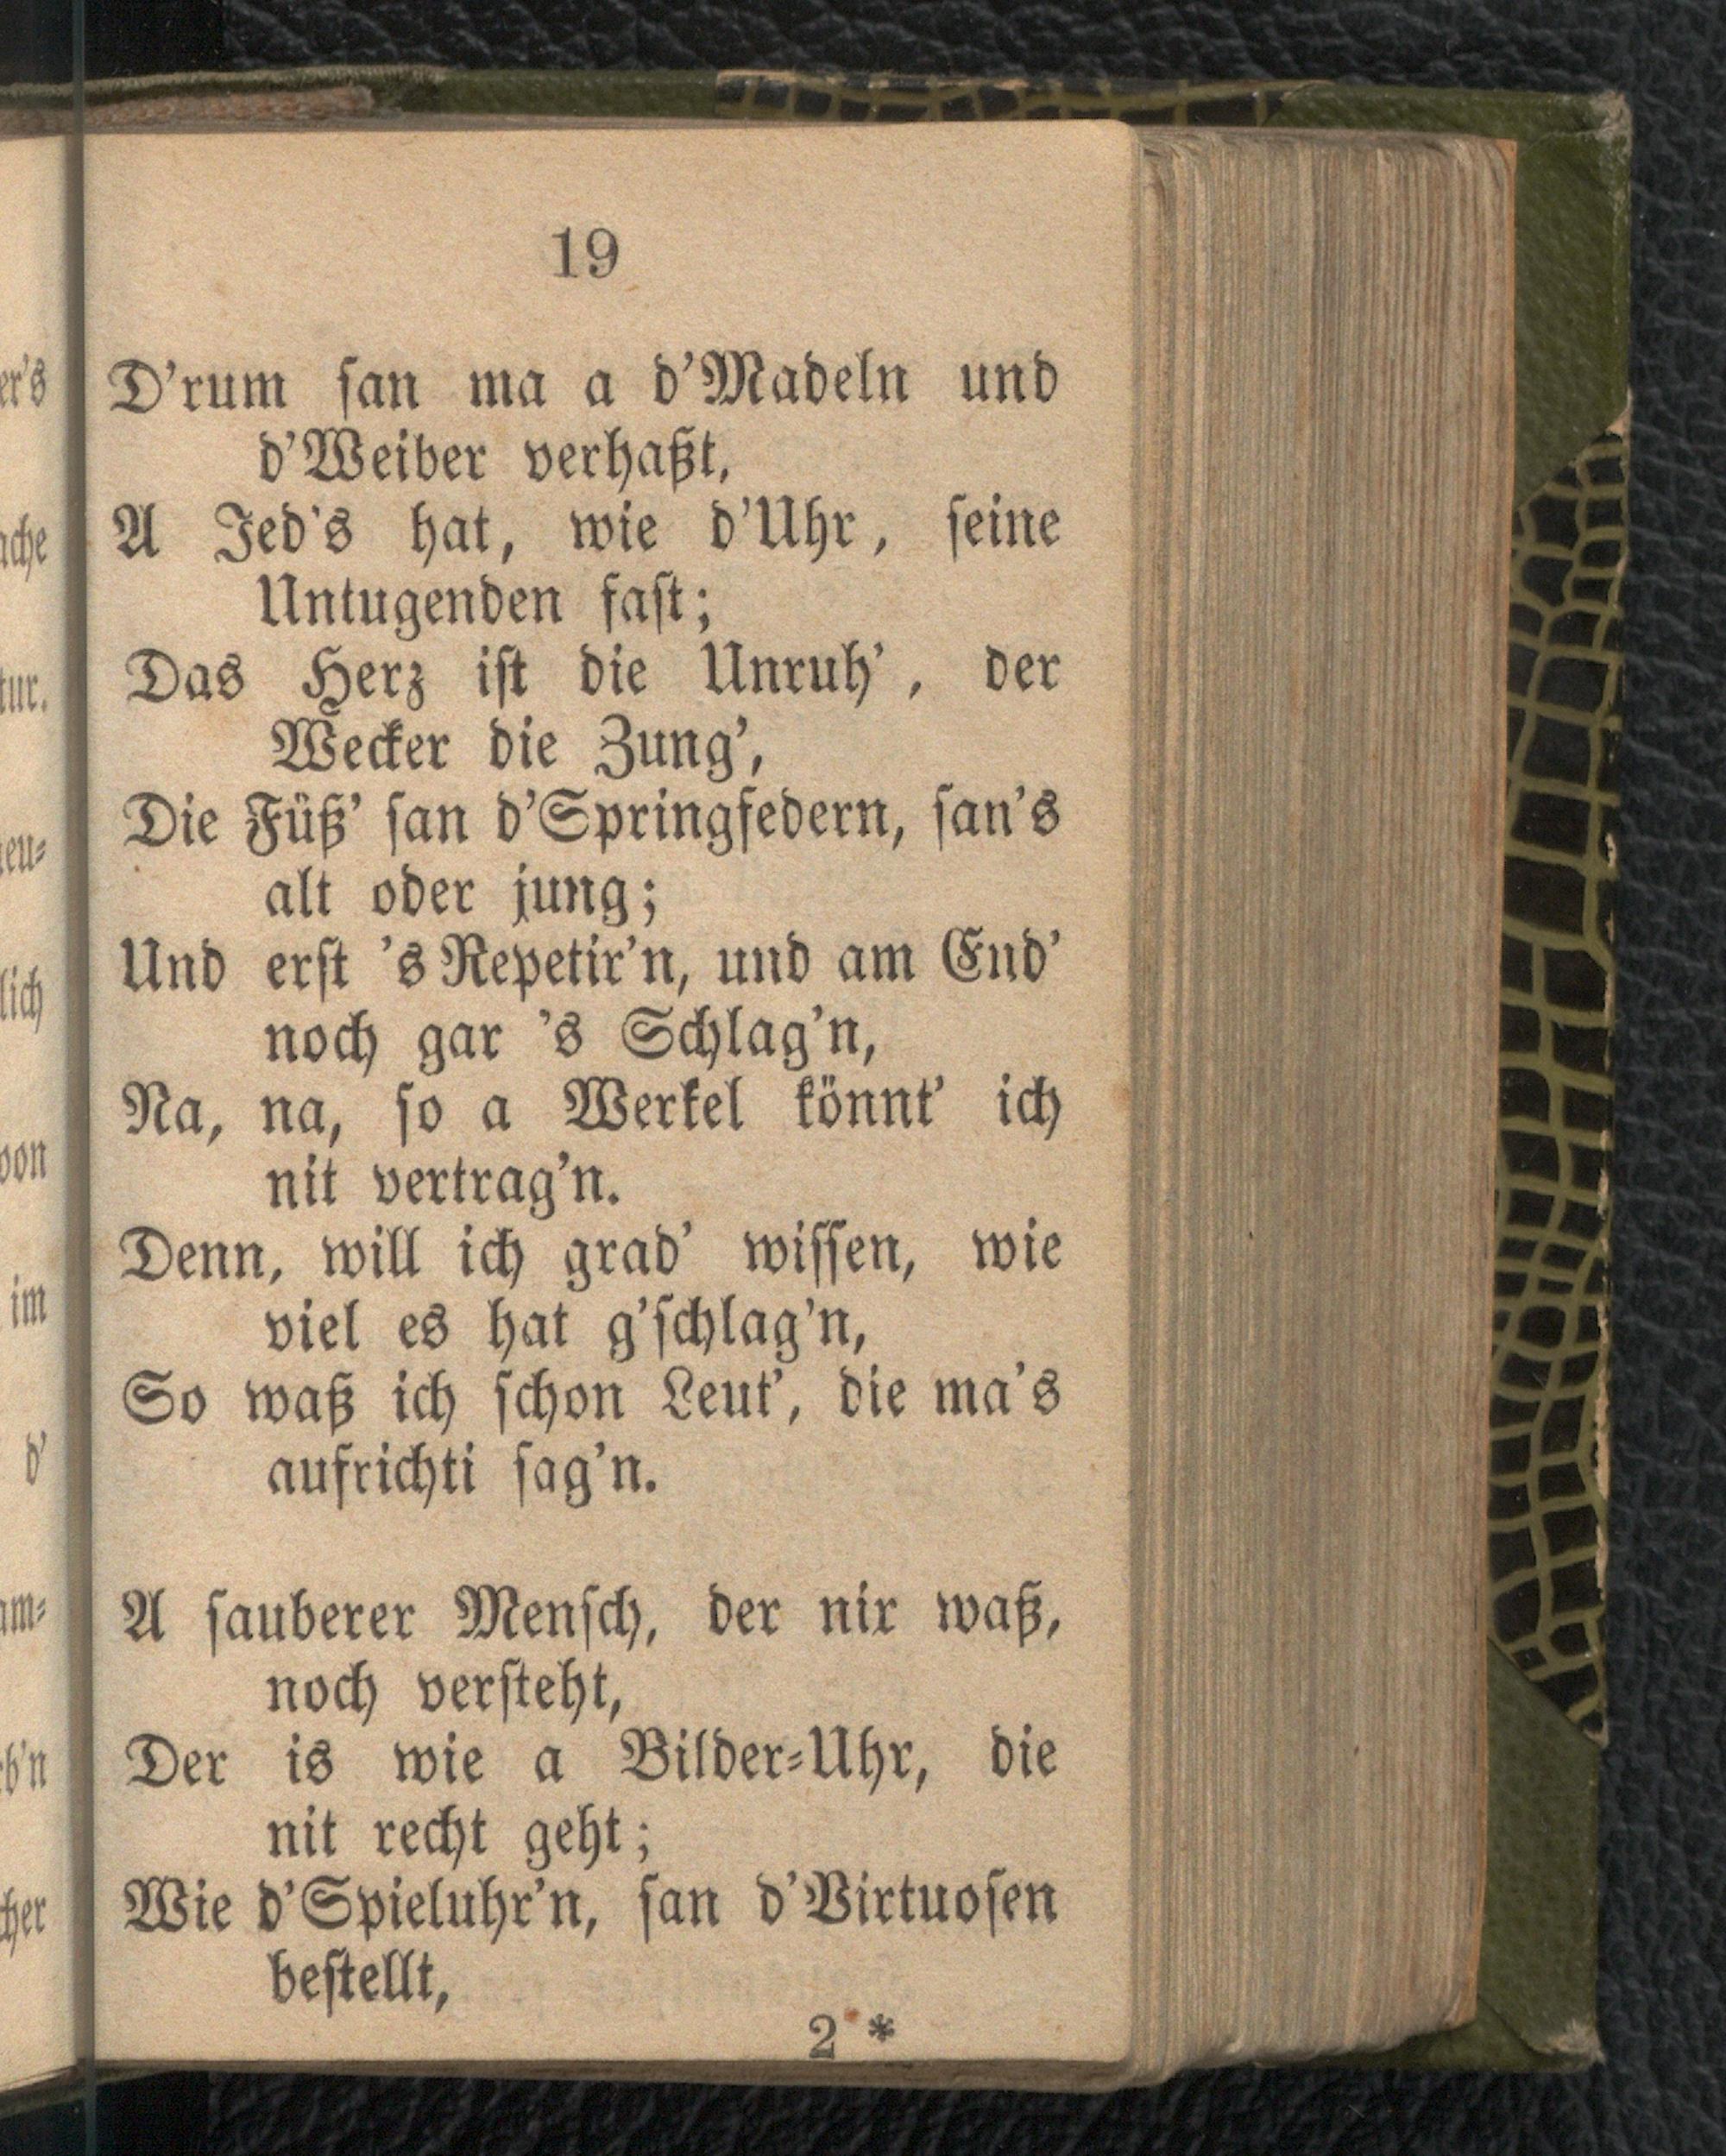 19
D'rum ſan ma a d'Madeln und
d'Weiber verhaßt,
A Jed's hat, wie d'Uhr, ſeine
Untugenden faſt;
Das Herz iſt die Unruh', der
Wecker die Zung',
Die Füß' ſan d'Springfedern, ſan's
alt oder jung;
Und erſt 's Repetir'n, und am End'
noch gar 's Schlag'n,
Na, na, ſo a Werkel könnt' ich
nit vertrag'n.
Denn, will ich grad' wiſſen, wie
viel es hat g'ſchlag'n,
So waß ich ſchon Leut', die ma's
aufrichti ſag'n.
A ſauberer Menſch, der nix waß,
noch verſteht,
Der is wie a Bilder-Uhr, die
nit recht geht;
Wie d'Spieluhr'n, ſan d'Virtuoſen
beſtellt,
2 *